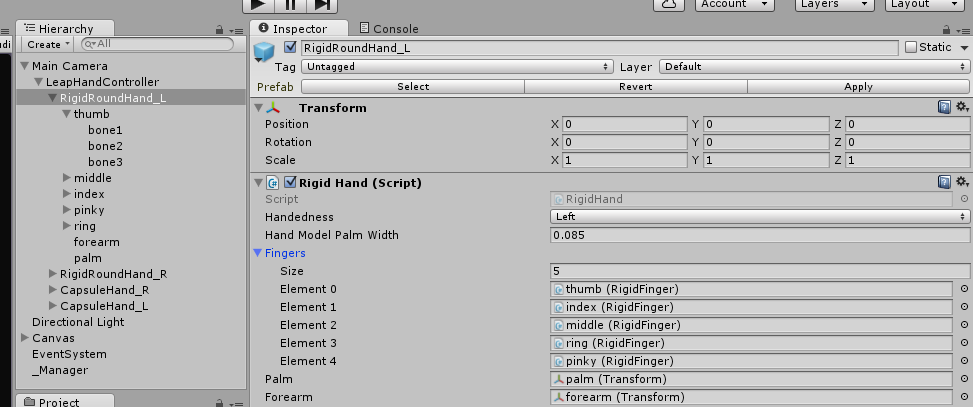 Account
Layers
Layout
Hierarchy
Create
All
Main Camera
LeapHandController
RigidRoundHand_L
thumb
bone1
bone2
bone3
middle
index
pinky
ring
forearm
palm
RigidRoundHand_R
CapsuleHand_R
CapsuleHand_L
Directional Light
Canvas
EventSystem
_Manager
Project
Inspector
Console
RigidRoundHand_L
Static
Tag Untagged Layer Default
Prefab Select Revert Apply
Transform
Position X 0 Y 0 Z 0
Rotation X 0 Y 0 Z 0
Scale X 1 Y 1 Z 1
Rigid Hand (Script)
Script RigidHand
Handedness Left
Hand Model Palm Width 0.085
Fingers
Size 5
Element 0 thumb (RigidFinger)
Element 1 index (RigidFinger)
Element 2 middle (RigidFinger)
Element 3 ring (RigidFinger)
Element 4 pinky (RigidFinger)
Palm palm (Transform)
Forearm forearm (Transform)